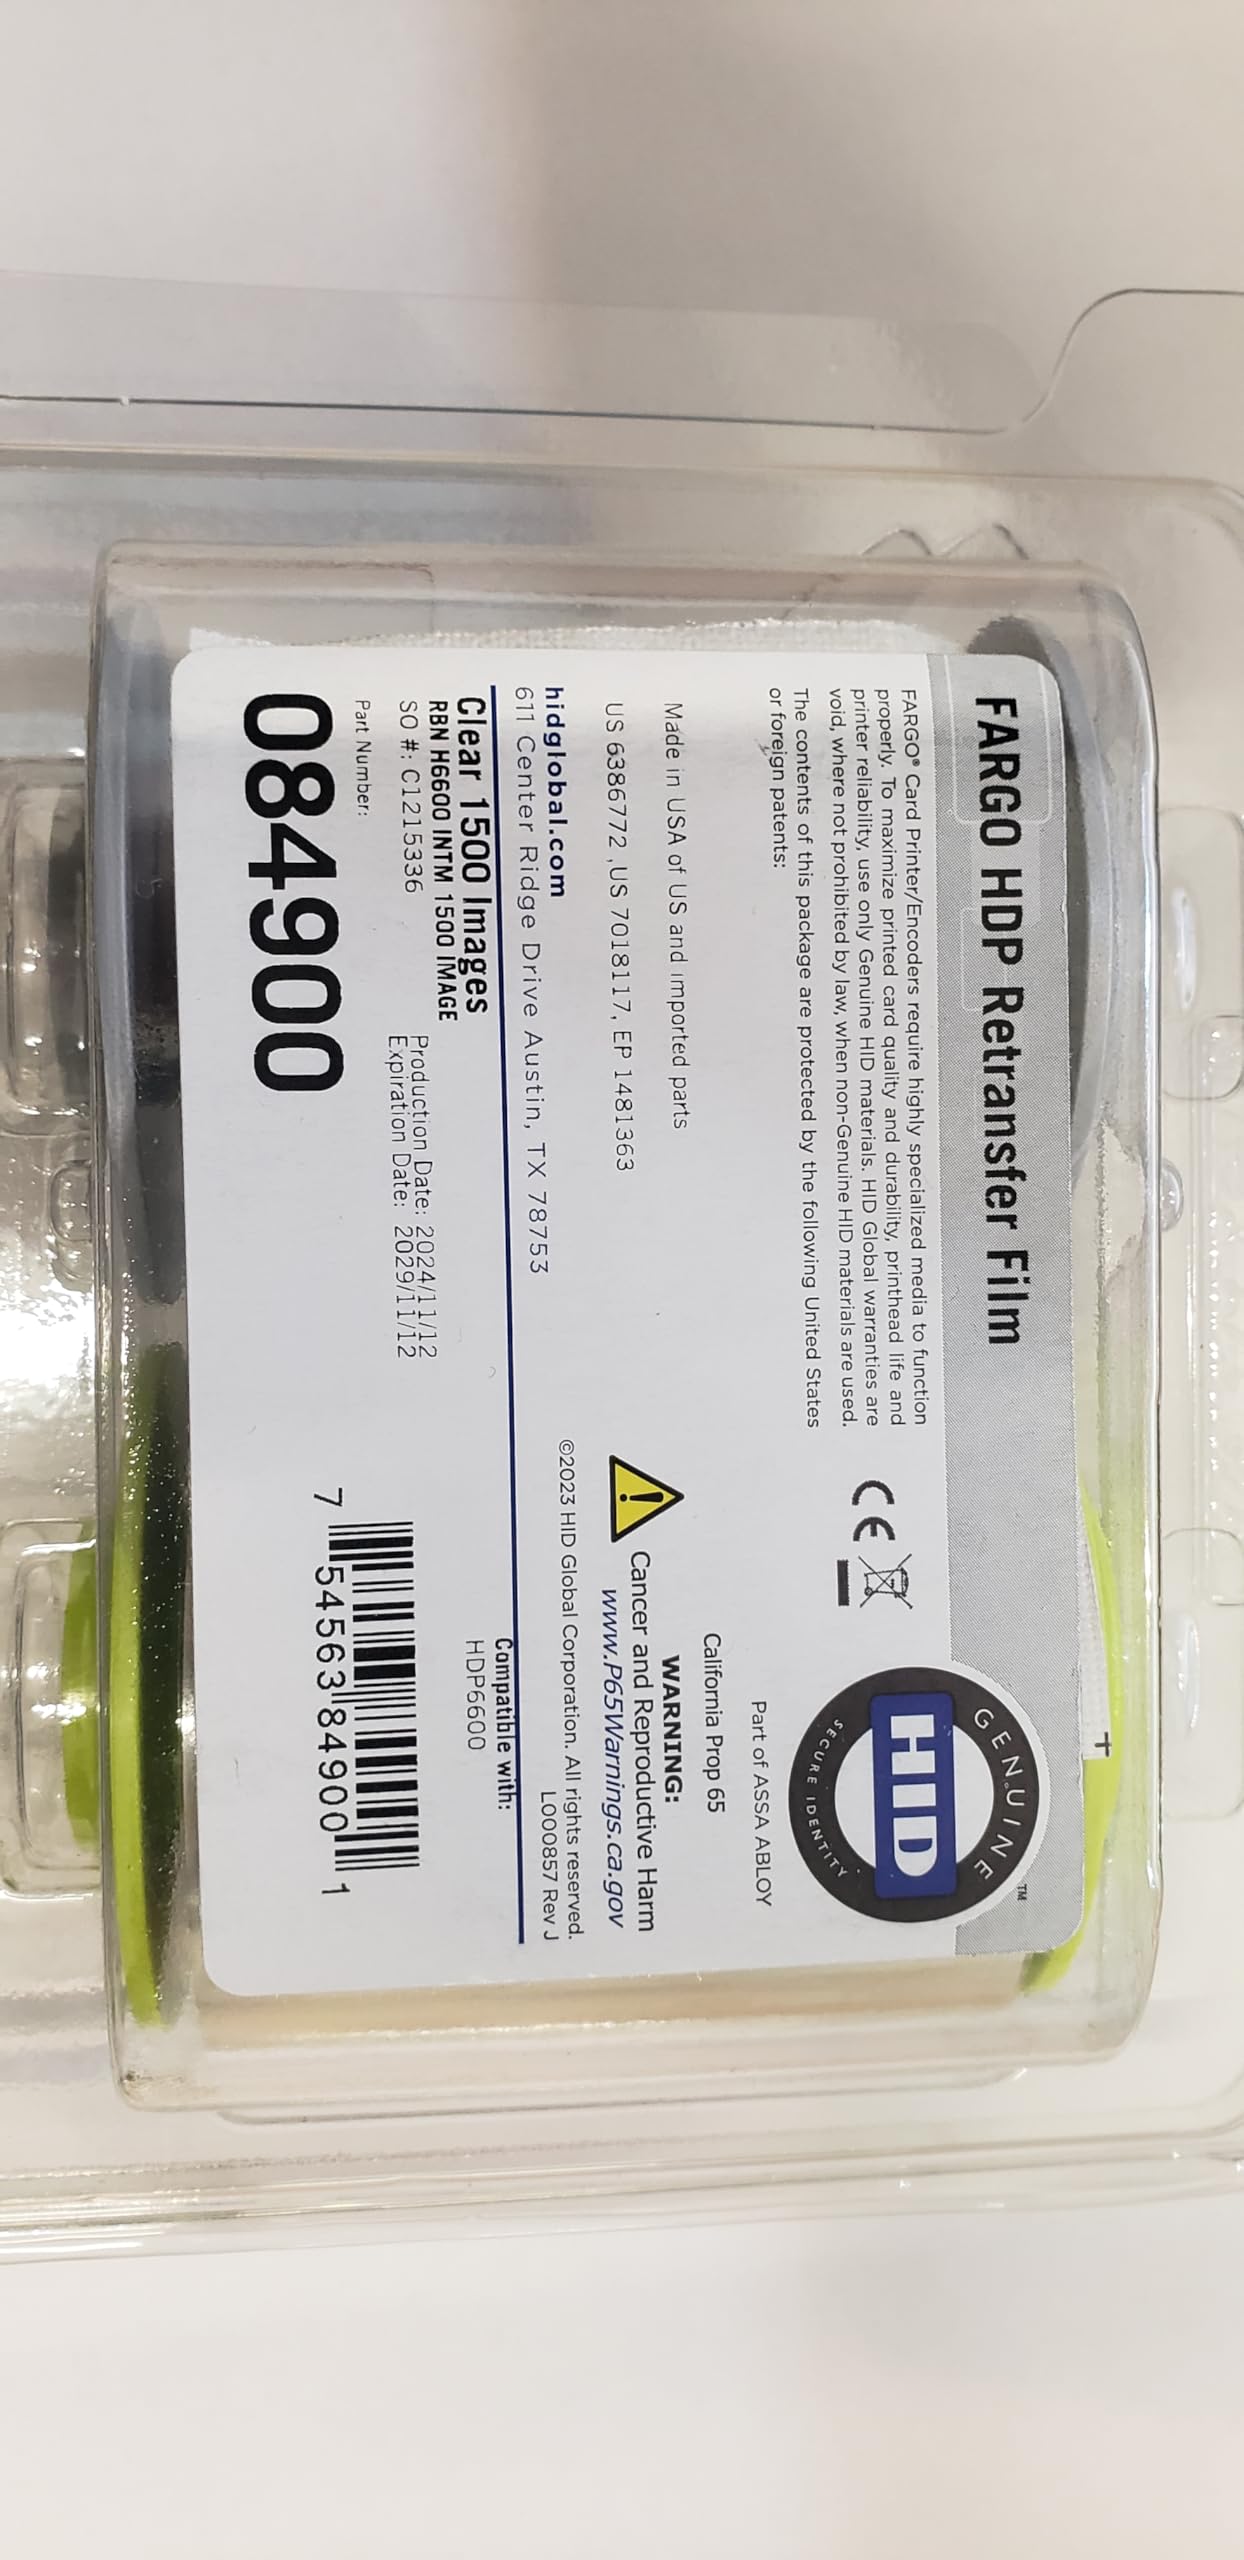 FARGO HDP Retransfer Film
FARGO® Card Printer/Encoders require highly specialized media to function
properly. To maximize printed card quality and durability, printhead life and
printer reliability, use only Genuine HID materials. HID Global warranties are
void, where not prohibited by law, when non-Genuine HID materials are used.
The contents of this package are protected by the following United States
or foreign patents:
CE
GENUINE
HID
™
SECURE IDENTITY
Part of ASSA ABLOY
Made in USA of US and imported parts
US 6386772 ,US 7018117, EP 1481363
California Prop 65
WARNING:
Cancer and Reproductive Harm
www.P65Warnings.ca.gov
hidglobal.com
611 Center Ridge Drive Austin, TX 78753
©2023 HID Global Corporation. All rights reserved.
L000857 Rev J
Clear 1500 Images
RBN H6600 INTM 1500 IMAGE
SO #: C1215336
Production Date: 2024/11/12
Expiration Date: 2029/11/12
Compatible with:
HDP6600
Part Number:
084900
7 54563 84900 1